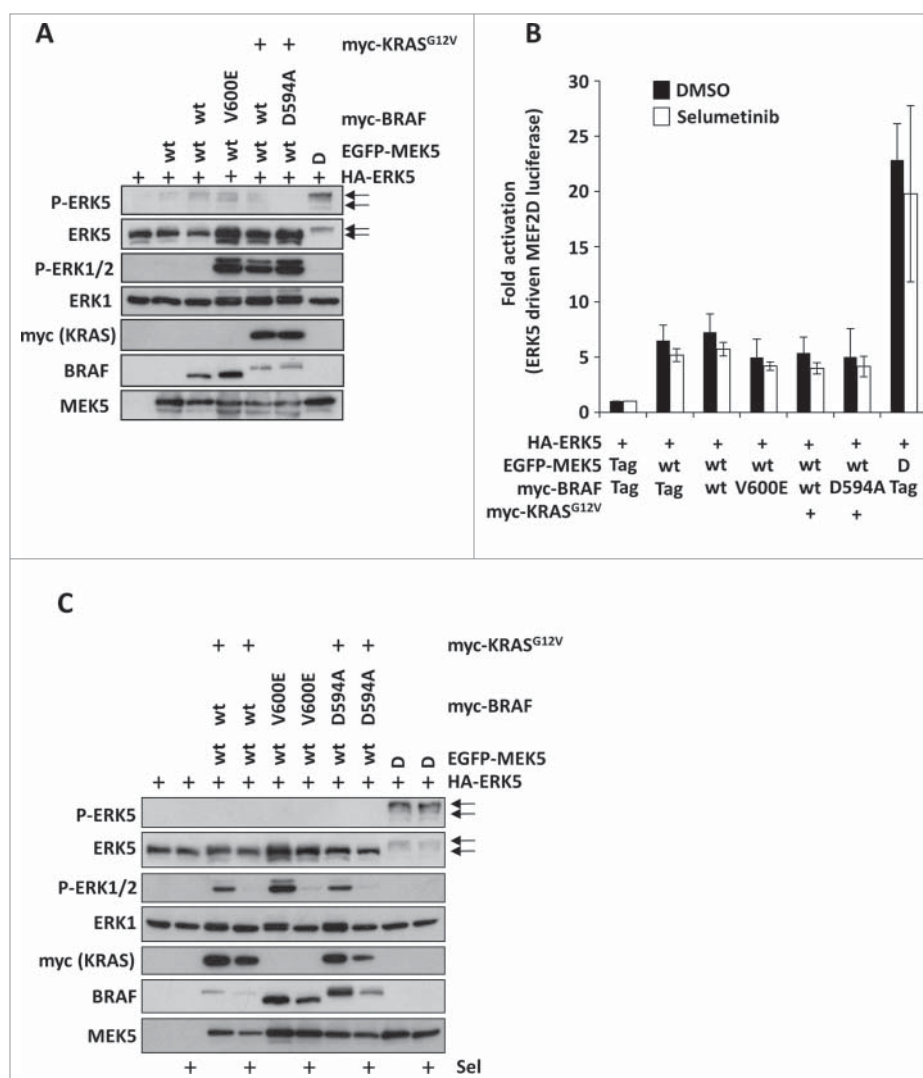 A
+ +
myc-KRASG12V
wt V600E wt D594A
myc-BRAF
wt wt wt wt wt D
EGFP-MEK5
+ + + + + + +
HA-ERK5
P-ERK5
ERK5
P-ERK1/2
ERK1
myc (KRAS)
BRAF
MEK5
B
DMSO
Selumetinib
Fold activation
(ERK5 driven MEF2D luciferase)
30
25
20
15
10
5
0
HA-ERK5 + + + + + + +
EGFP-MEK5 Tag wt wt wt wt wt D
myc-BRAF Tag Tag wt V600E wt D594A Tag
myc-KRASG12V + +
C
+ + + +
myc-KRASG12V
wt wt V600E V600E D594A D594A
myc-BRAF
wt wt wt wt wt wt D D
EGFP-MEK5
+ + + + + + + + + +
HA-ERK5
P-ERK5
ERK5
P-ERK1/2
ERK1
myc (KRAS)
BRAF
MEK5
+ + + + + Sel